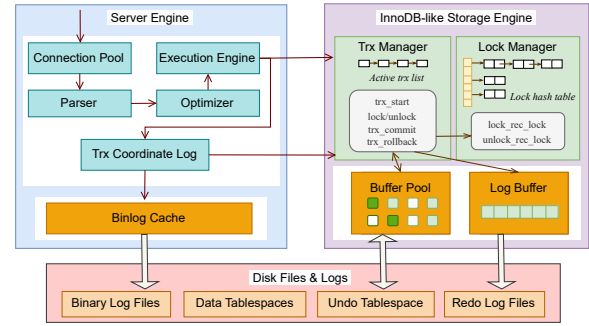 Server Engine
Connection Pool
Execution Engine
Parser
Optimizer
Trx Coordinate Log
Binlog Cache
InnoDB-like Storage Engine
Trx Manager
Active trx list
trx_start
lock/unlock
trx_commit
trx_rollback
Lock Manager
Lock hash table
lock_rec_lock
unlock_rec_lock
Buffer Pool
Log Buffer
Disk Files & Logs
Binary Log Files
Data Tablespaces
Undo Tablespace
Redo Log Files